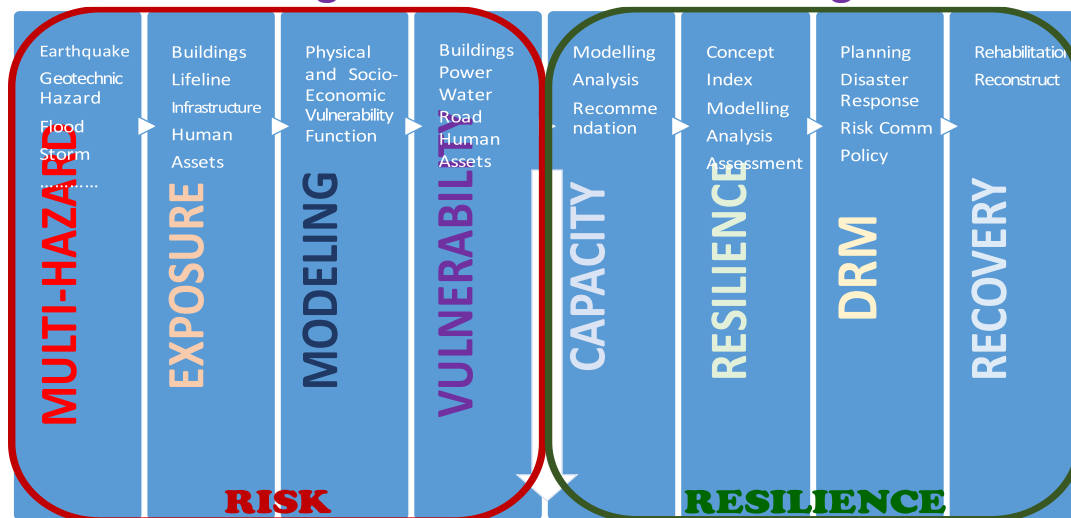 Earthquake
Geotechnic
Hazard
Flood
Storm
………….
MULTI-HAZARD
Buildings
Lifeline
Infrastructure
Human
Assets
EXPOSURE
Physical
and Socio-
Economic
Vulnerability
Function
MODELING
Buildings
Power
Water
Road
Human
Assets
VULNERABILITY
Modelling
Analysis
Recomme
ndation
CAPACITY
Concept
Index
Modelling
Analysis
Assessment
RESILIENCE
Planning
Disaster
Response
Risk Comm
Policy
DRM
Rehabilitation
Reconstruct
RECOVERY
RISK
RESILIENCE